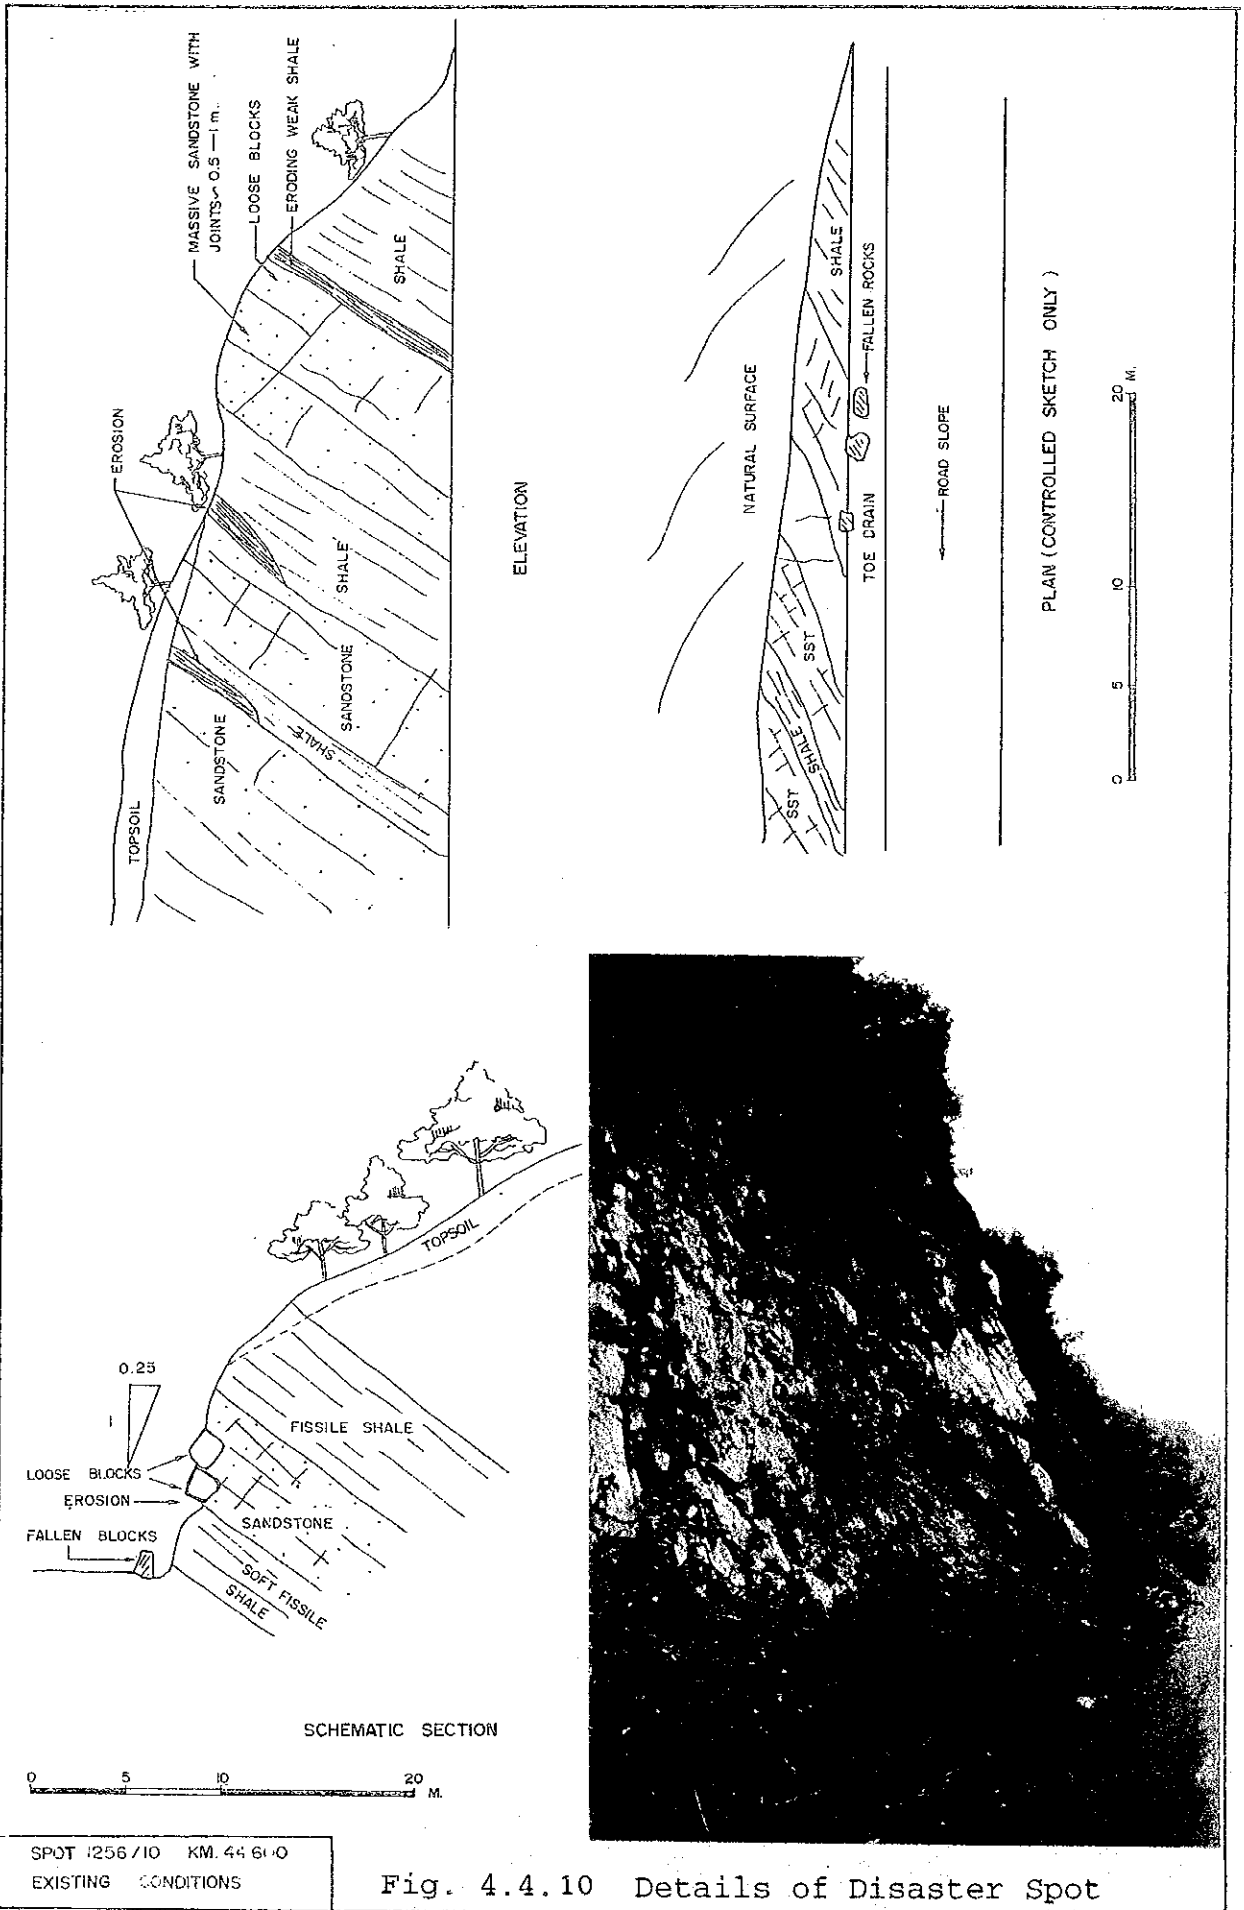 MASSIVE SANDSTONE WITH
JOINTS ~ 0.5 — 1 m.
LOOSE BLOCKS
ERODING WEAK SHALE
EROSION
SHALE
SHALE
SANDSTONE
SHALE
SANDSTONE
TOPSOIL
ELEVATION
NATURAL SURFACE
SHALE
FALLEN ROCKS
TOE DRAIN
SST
SHALE
SST
ROAD SLOPE
PLAN (CONTROLLED SKETCH ONLY)
0 5 10 20 M.
TOPSOIL
0.25
1
FISSILE SHALE
LOOSE BLOCKS
EROSION
SANDSTONE
FALLEN BLOCKS
SOFT FISSILE
SHALE
SCHEMATIC SECTION
0 5 10 20 M.
SPOT 1256/10 KM. 44 600
EXISTING CONDITIONS
Fig. 4.4.10 Details of Disaster Spot